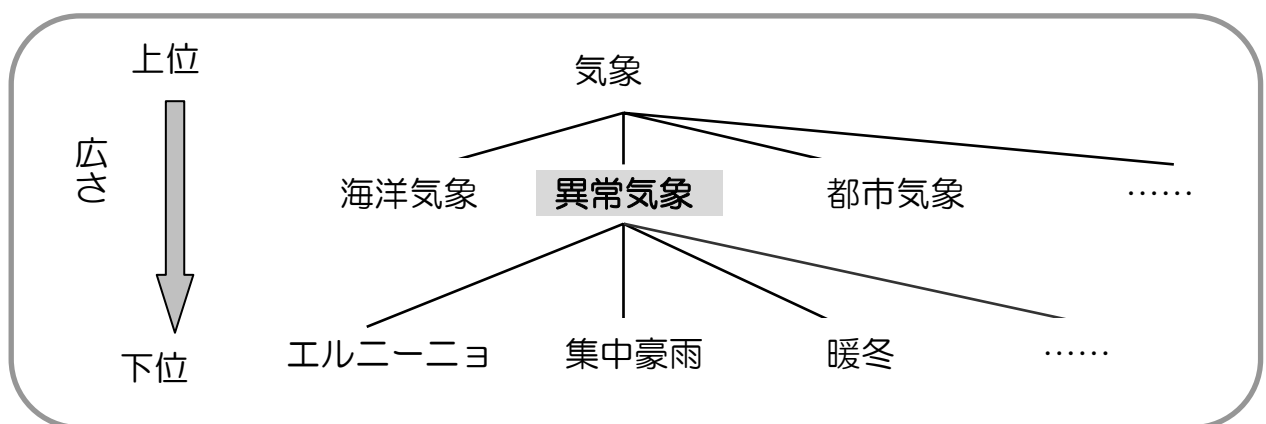 上位
気象
広さ
海洋気象 異常気象 都市気象 ……
エルニーニョ 集中豪雨 暖冬 ……
下位